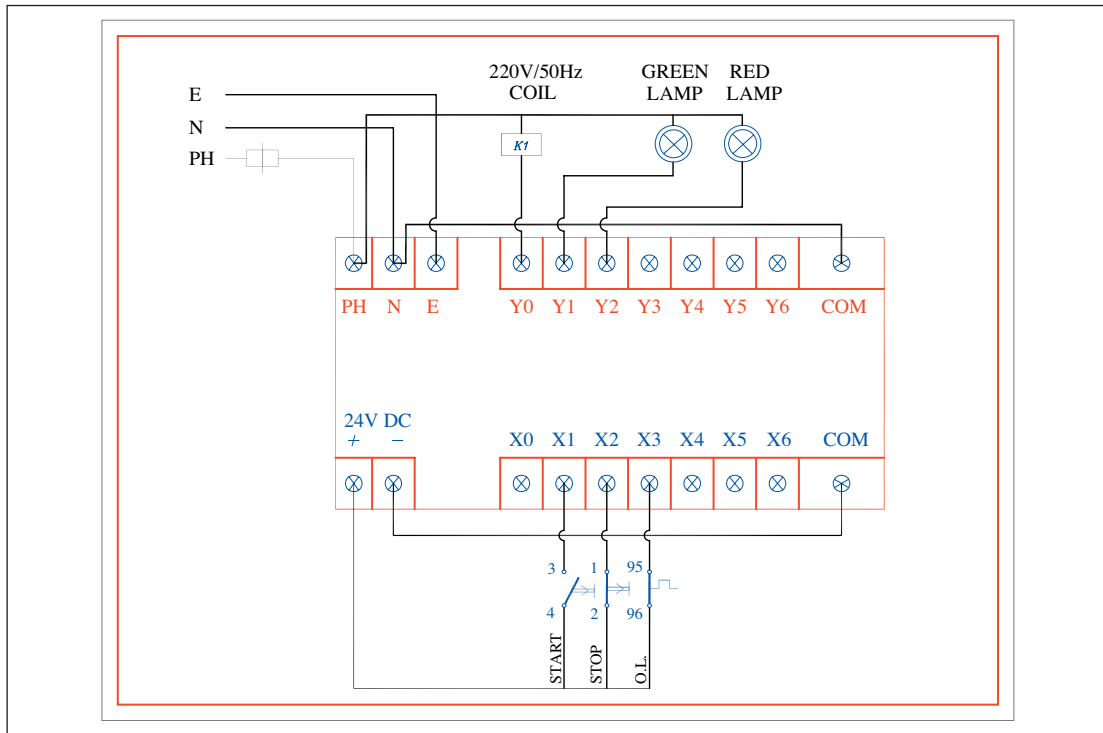 220V/50Hz GREEN RED
COIL LAMP LAMP
E
N
PH
K1
PH N E Y0 Y1 Y2 Y3 Y4 Y5 Y6 COM
24V DC
+ −
X0 X1 X2 X3 X4 X5 X6 COM
3 1 95
4 2 96
START STOP O.L.